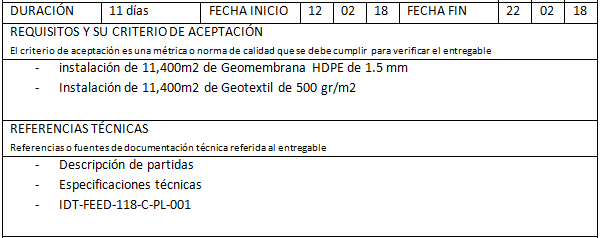 DURACIÓN 11 días FECHA INICIO 12 02 18 FECHA FIN 22 02 18
REQUISITOS Y SU CRITERIO DE ACEPTACIÓN
El criterio de aceptación es una métrica o norma de calidad que se debe cumplir para verificar el entregable
- instalación de 11,400m2 de Geomembrana HDPE de 1.5 mm
- Instalación de 11,400m2 de Geotextil de 500 gr/m2
REFERENCIAS TÉCNICAS
Referencias o fuentes de documentación técnica referida al entregable
- Descripción de partidas
- Especificaciones técnicas
- IDT-FEED-118-C-PL-001